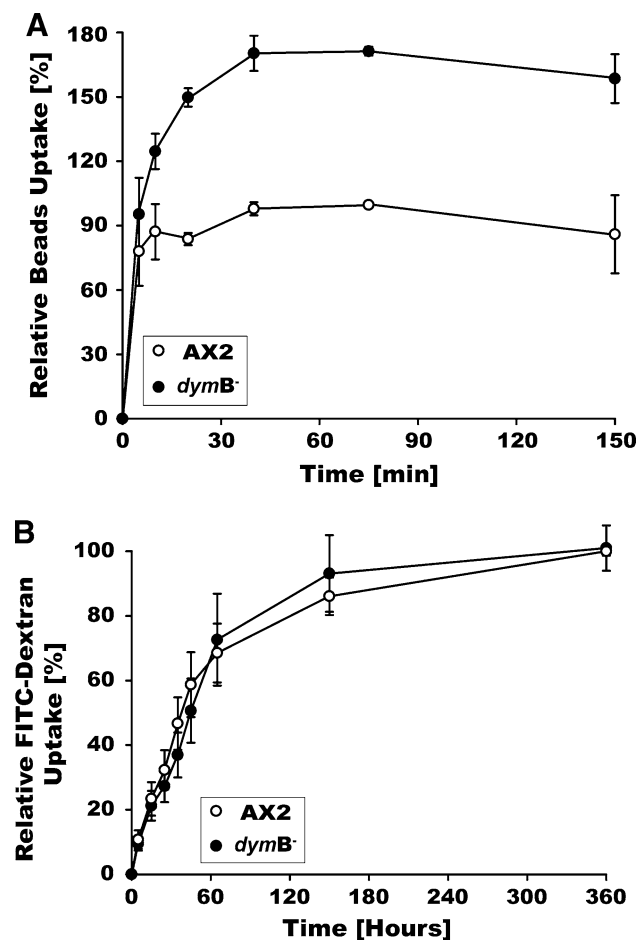 A
180
150
120
90
60
30
0
Relative Beads Uptake [%]
AX2
dymB-
0 30 60 90 120 150
Time [min]
B
100
80
60
40
20
0
Relative FITC-Dextran
Uptake [%]
AX2
dymB-
0 60 120 180 240 300 360
Time [Hours]